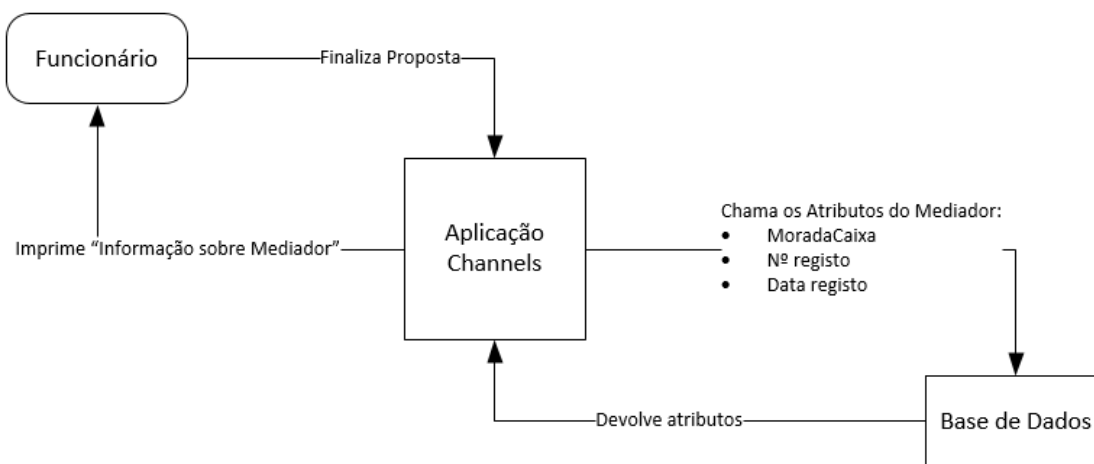 Funcionário
Finaliza Proposta
Aplicação
Channels
Imprime “Informação sobre Mediador”
Chama os Atributos do Mediador:
• MoradaCaixa
• Nº registo
• Data registo
Devolve atributos
Base de Dados